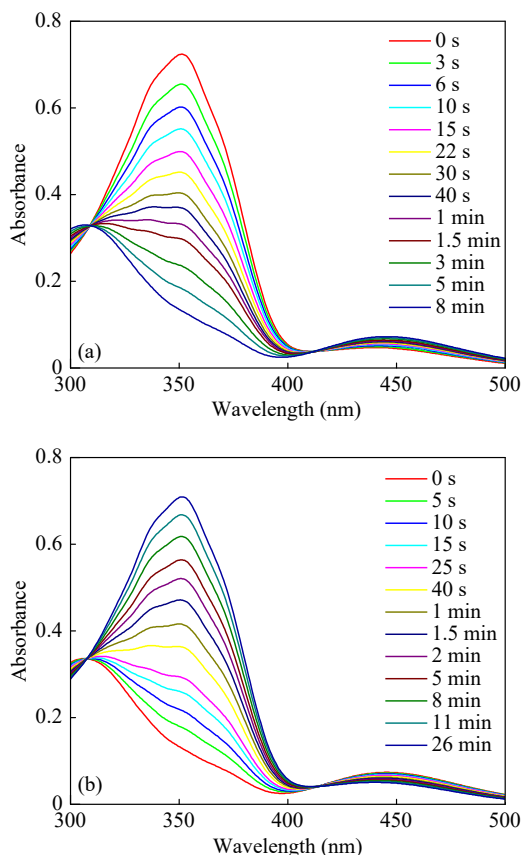 0.8
0.6
0.4
0.2
0
Absorbance
(a)
0 s
3 s
6 s
10 s
15 s
22 s
30 s
40 s
1 min
1.5 min
3 min
5 min
8 min
300
350
400
450
500
Wavelength (nm)
0.8
0.6
0.4
0.2
0
Absorbance
(b)
0 s
5 s
10 s
15 s
25 s
40 s
1 min
1.5 min
2 min
5 min
8 min
11 min
26 min
300
350
400
450
500
Wavelength (nm)